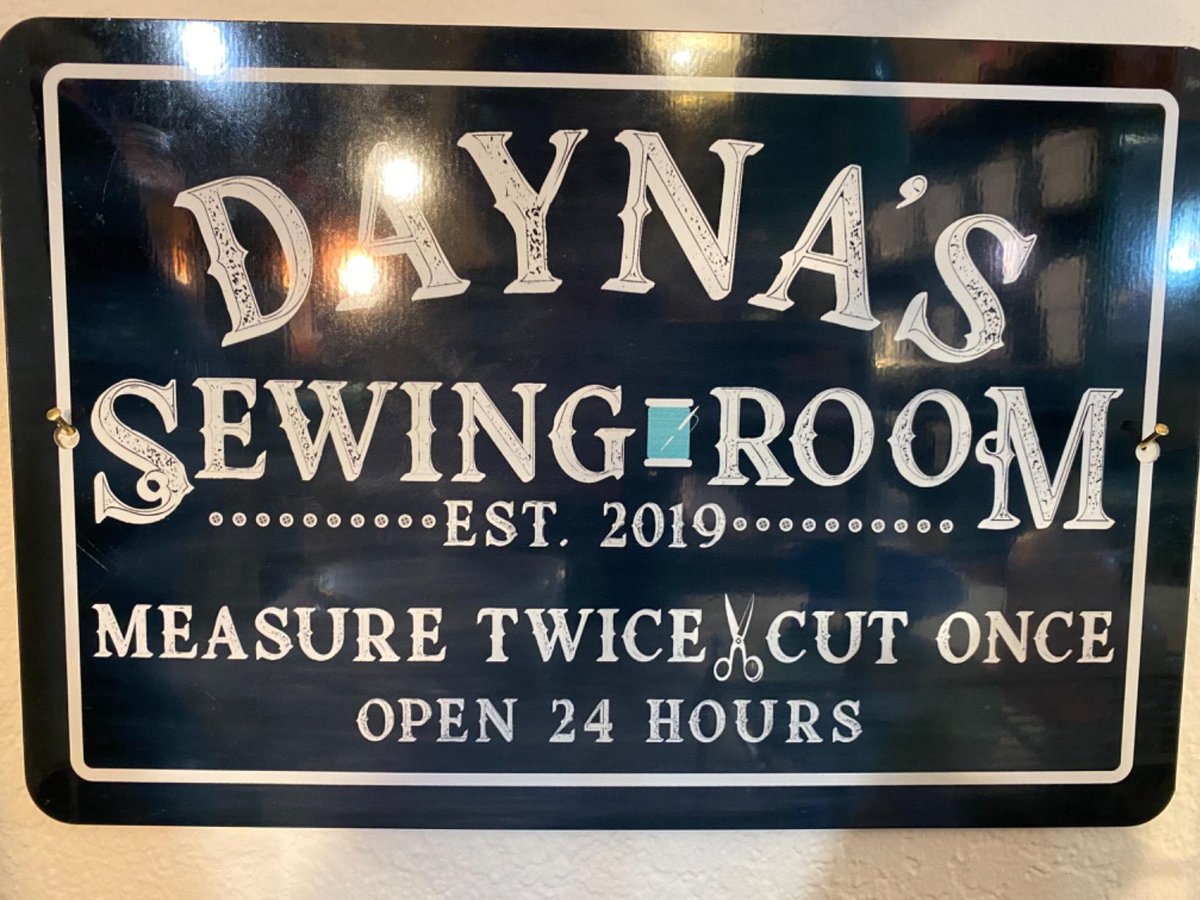 DAYNA'S
SEWING ROOM
EST. 2019
MEASURE TWICE CUT ONCE
OPEN 24 HOURS